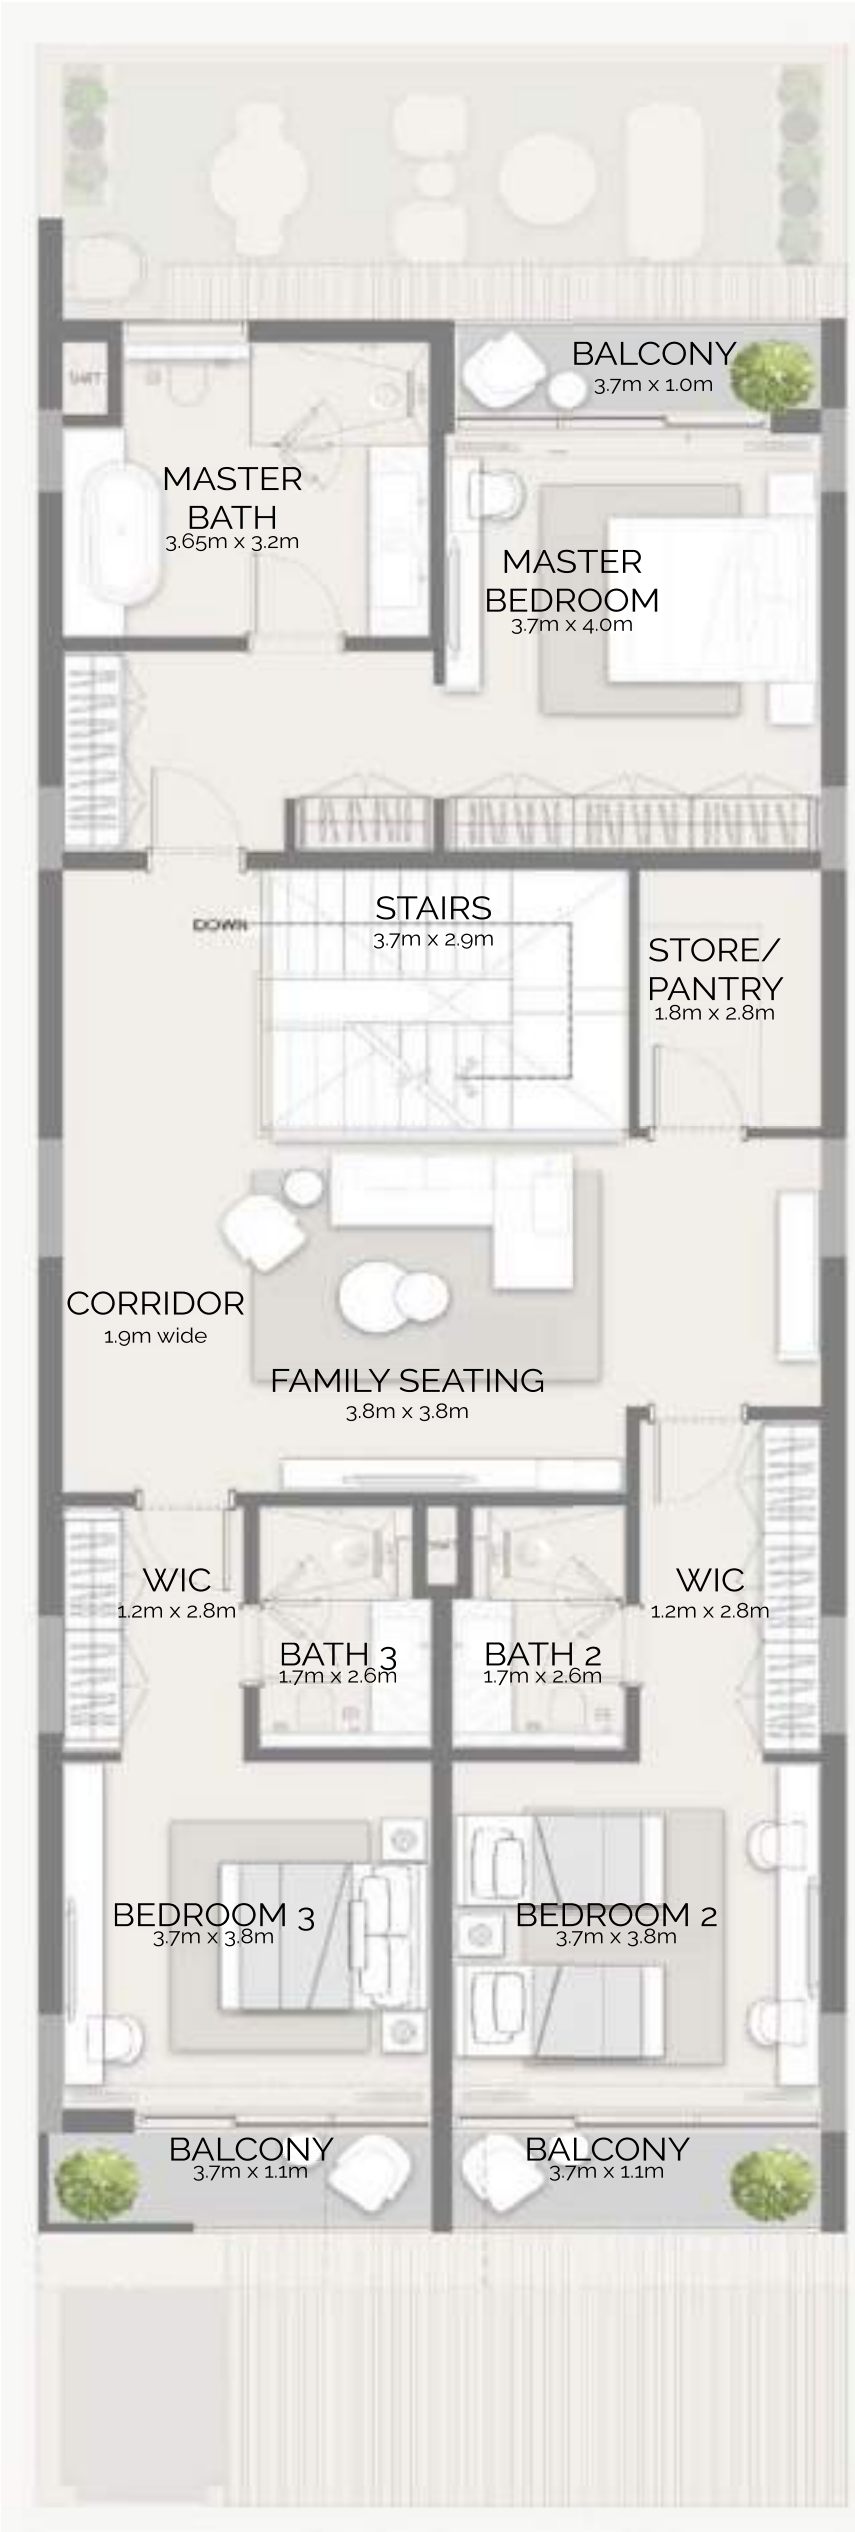 BALCONY
3.7m x 1.0m
MASTER
BATH
3.65m x 3.2m
MASTER
BEDROOM
3.7m x 4.0m
DOWN
STAIRS
3.7m x 2.9m
STORE/
PANTRY
1.8m x 2.8m
CORRIDOR
1.9m wide
FAMILY SEATING
3.8m x 3.8m
WIC
1.2m x 2.8m
WIC
1.2m x 2.8m
BATH 3
1.7m x 2.6m
BATH 2
1.7m x 2.6m
BEDROOM 3
3.7m x 3.8m
BEDROOM 2
3.7m x 3.8m
BALCONY
3.7m x 1.1m
BALCONY
3.7m x 1.1m